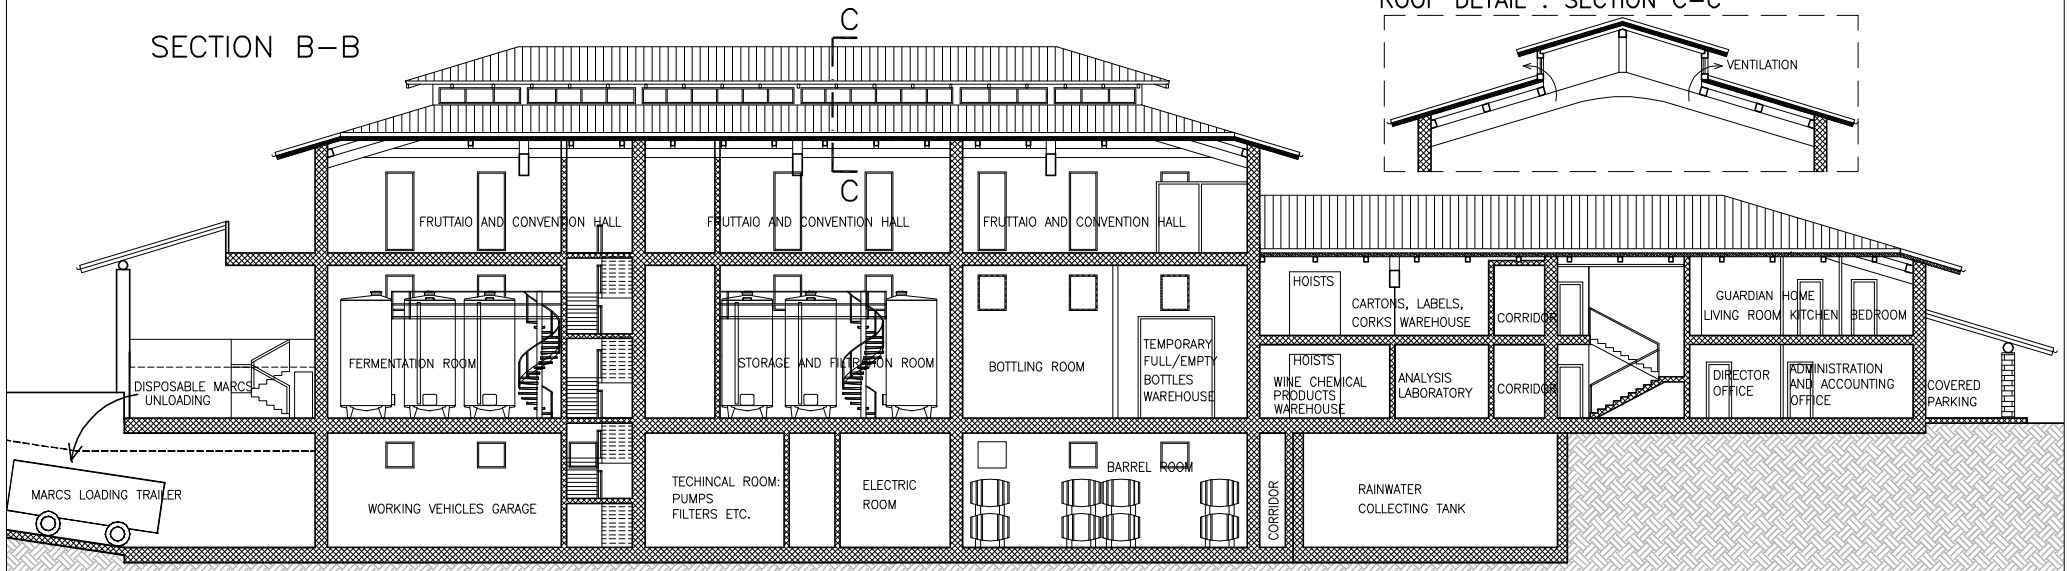 ROOF DETAIL : SECTION C-C
SECTION B-B
C
C
VENTILATION
FRUTTAIO AND CONVENTION HALL
FRUTTAIO AND CONVENTION HALL
FRUTTAIO AND CONVENTION HALL
HOISTS
CARTONS, LABELS,
CORKS WAREHOUSE
CORRIDOR
GUARDIAN HOME
LIVING ROOM KITCHEN BEDROOM
DISPOSABLE MARCS
UNLOADING
FERMENTATION ROOM
STORAGE AND FILTRATION ROOM
BOTTLING ROOM
TEMPORARY
FULL/EMPTY
BOTTLES
WAREHOUSE
HOISTS
WINE CHEMICAL
PRODUCTS
WAREHOUSE
ANALYSIS
LABORATORY
CORRIDOR
DIRECTOR
OFFICE
ADMINISTRATION
AND ACCOUNTING
OFFICE
COVERED
PARKING
MARCS LOADING TRAILER
WORKING VEHICLES GARAGE
TECHINCAL ROOM:
PUMPS
FILTERS ETC.
ELECTRIC
ROOM
BARREL ROOM
CORRIDOR
RAINWATER
COLLECTING TANK